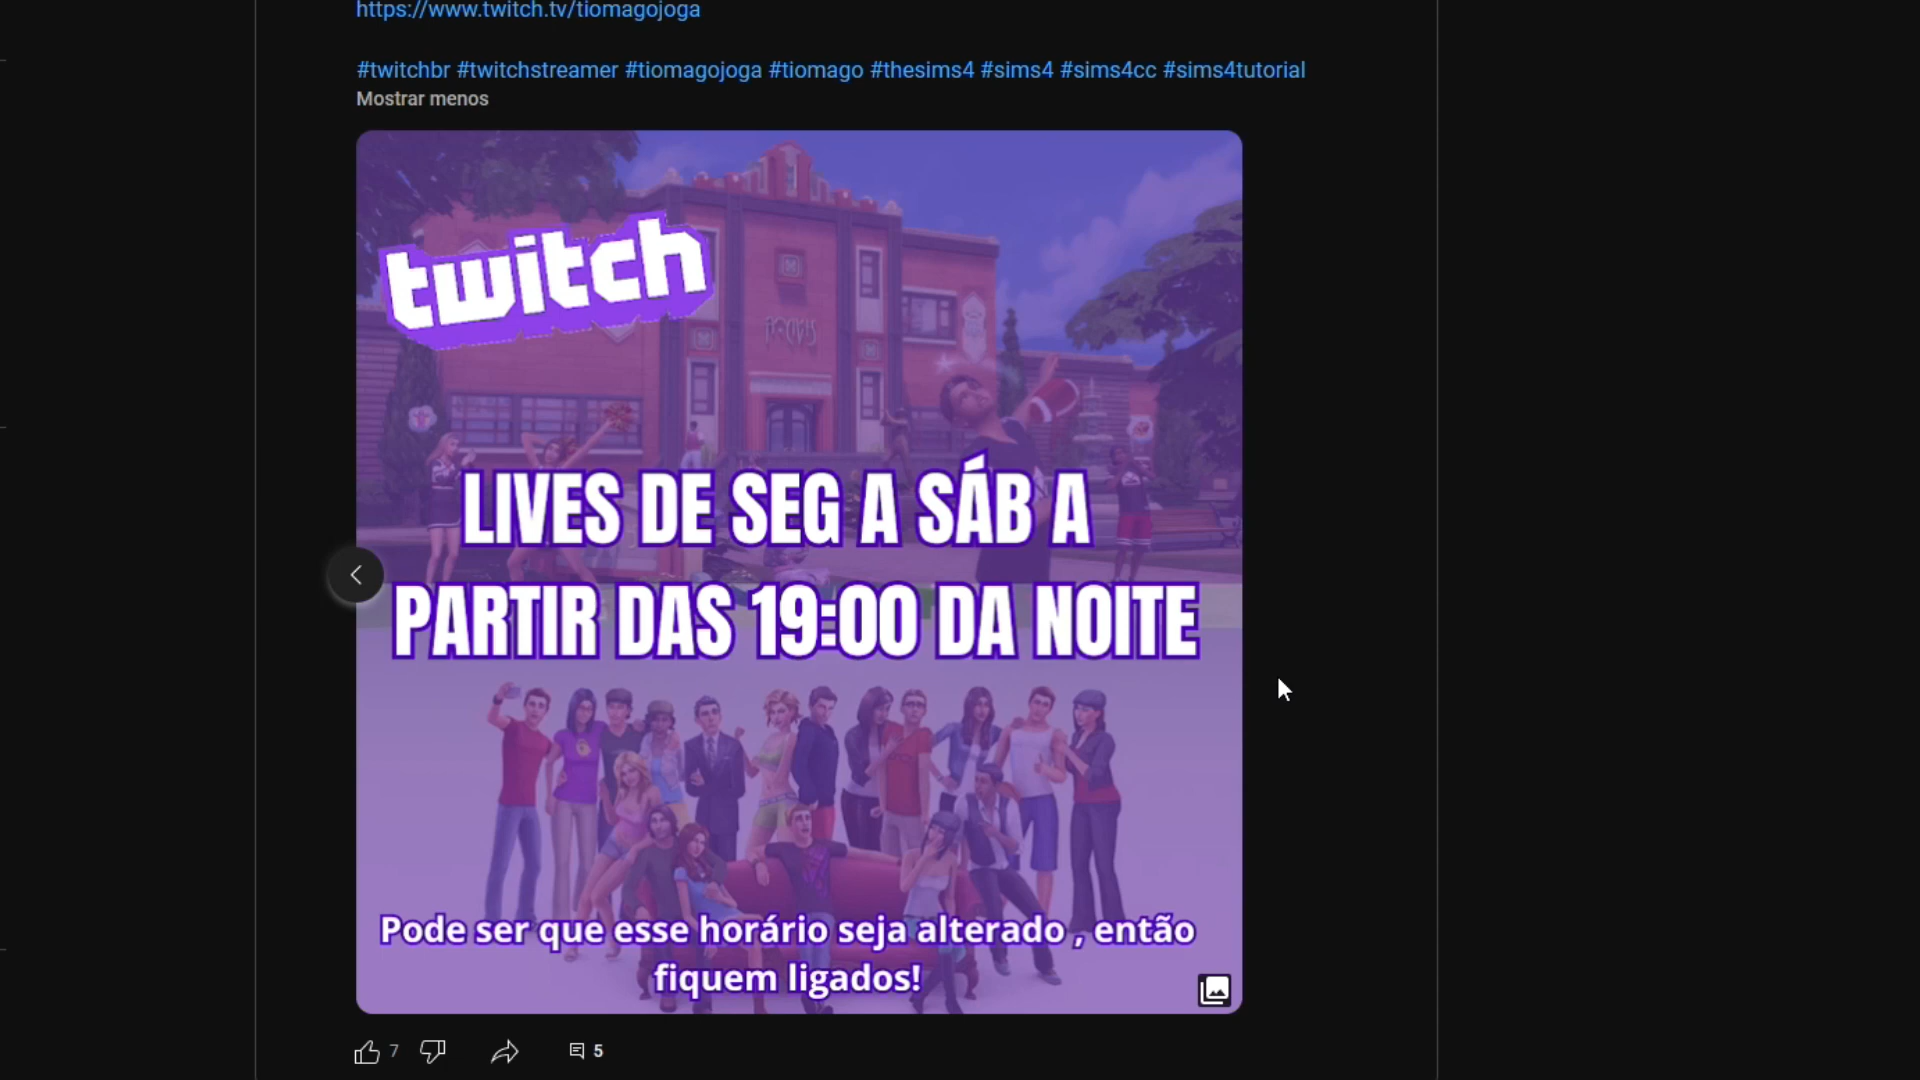 https://www.twitch.tv/tiomagojoga
#twitchbr #twitchstreamer #tiomagojoga #tiomago #thesims4 #sims4 #sims4cc #sims4tutorial
Mostrar menos
twitch
LIVES DE SEG A SÁB A
PARTIR DAS 19:00 DA NOITE
Pode ser que esse horário seja alterado , então
fiquem ligados!
7
5